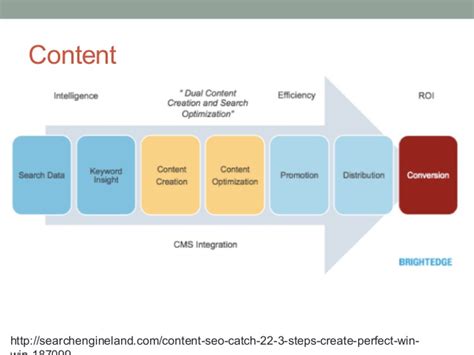 Content
Intelligence
“ Dual Content
Creation and Search
Optimization”
Efficiency
ROI
Search Data
Keyword
Insight
Content
Creation
Content
Optimization
Promotion
Distribution
Conversion
CMS Integration
BRIGHTEDGE
http://searchengineland.com/content-seo-catch-22-3-steps-create-perfect-win-
win-187099